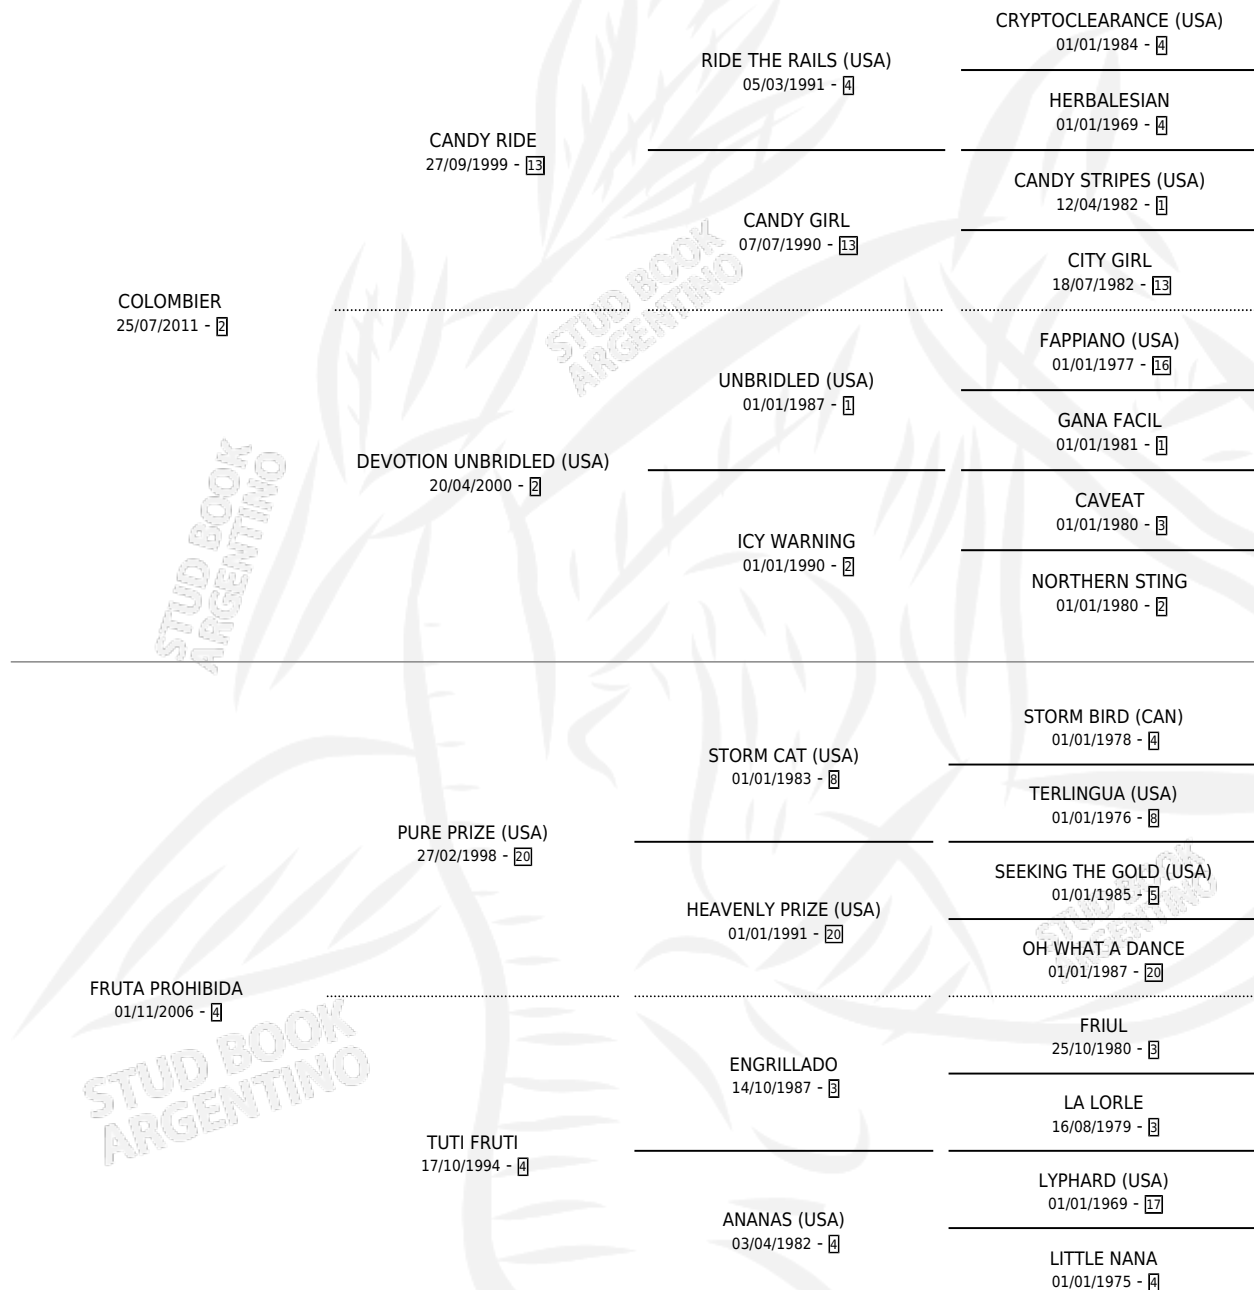 CRYPTOCLEARANCE (USA)
01/01/1984 - 4
RIDE THE RAILS (USA)
05/03/1991 - 4
HERBALESIAN
01/01/1969 - 4
CANDY RIDE
27/09/1999 - 13
CANDY STRIPES (USA)
12/04/1982 - 1
CANDY GIRL
07/07/1990 - 13
CITY GIRL
18/07/1982 - 13
COLOMBIER
25/07/2011 - 2
STUD BOOK
ARGENTINO
FAPPIANO (USA)
01/01/1977 - 16
UNBRIDLED (USA)
01/01/1987 - 1
GANA FACIL
01/01/1981 - 1
DEVOTION UNBRIDLED (USA)
20/04/2000 - 2
CAVEAT
01/01/1980 - 3
ICY WARNING
01/01/1990 - 2
NORTHERN STING
01/01/1980 - 2
STUD BOOK
ARGENTINO
STORM BIRD (CAN)
01/01/1978 - 4
STORM CAT (USA)
01/01/1983 - 8
TERLINGUA (USA)
01/01/1976 - 8
PURE PRIZE (USA)
27/02/1998 - 20
SEEKING THE GOLD (USA)
01/01/1985 - 5
HEAVENLY PRIZE (USA)
01/01/1991 - 20
OH WHAT A DANCE
01/01/1987 - 20
STUD BOOK
ARGENTINO
FRUTA PROHIBIDA
01/11/2006 - 4
FRIUL
25/10/1980 - 3
ENGRILLADO
14/10/1987 - 3
LA LORLE
16/08/1979 - 3
STUD BOOK
ARGENTINO
TUTI FRUTI
17/10/1994 - 4
LYPHARD (USA)
01/01/1969 - 17
ANANAS (USA)
03/04/1982 - 4
LITTLE NANA
01/01/1975 - 4